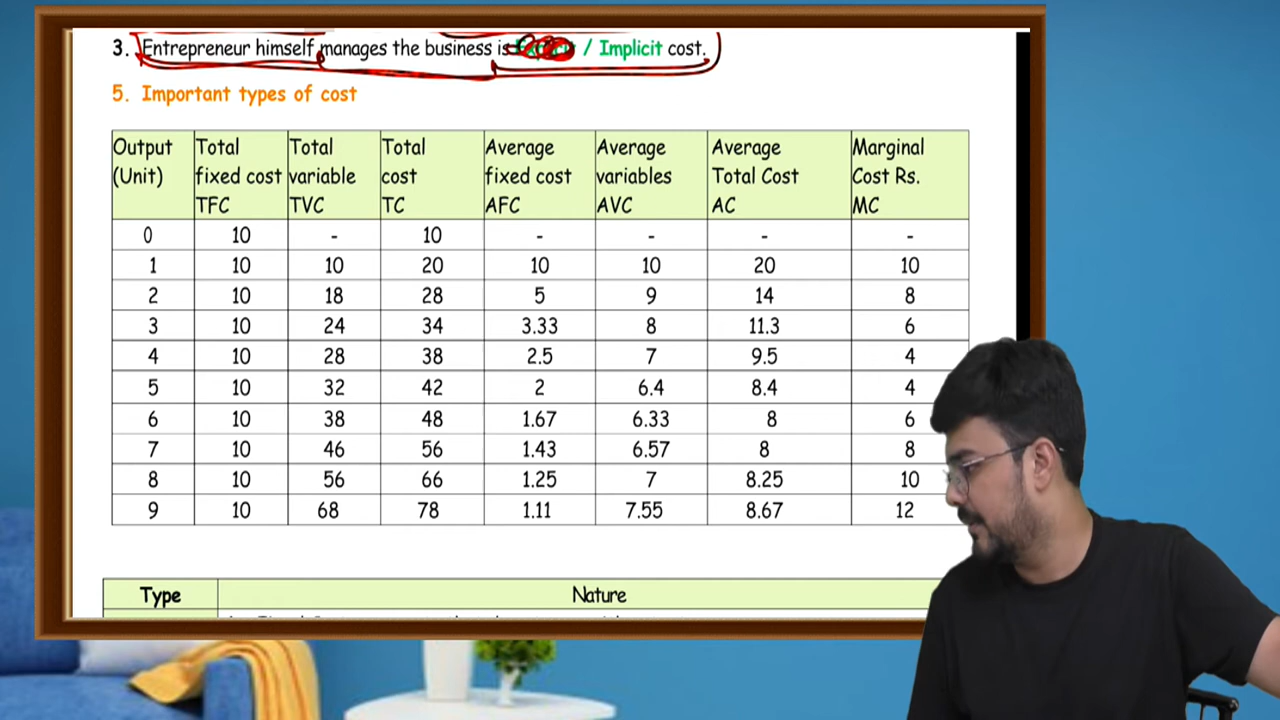 3. Entrepreneur himself manages the business is / Implicit cost.
5. Important types of cost
Output (Unit) Total fixed cost TFC Total variable TVC Total cost TC Average fixed cost AFC Average variables AVC Average Total Cost AC Marginal Cost Rs. MC
0 10 - 10 - - - -
1 10 10 20 10 10 20 10
2 10 18 28 5 9 14 8
3 10 24 34 3.33 8 11.3 6
4 10 28 38 2.5 7 9.5 4
5 10 32 42 2 6.4 8.4 4
6 10 38 48 1.67 6.33 8 6
7 10 46 56 1.43 6.57 8 8
8 10 56 66 1.25 7 8.25 10
9 10 68 78 1.11 7.55 8.67 12
Type Nature